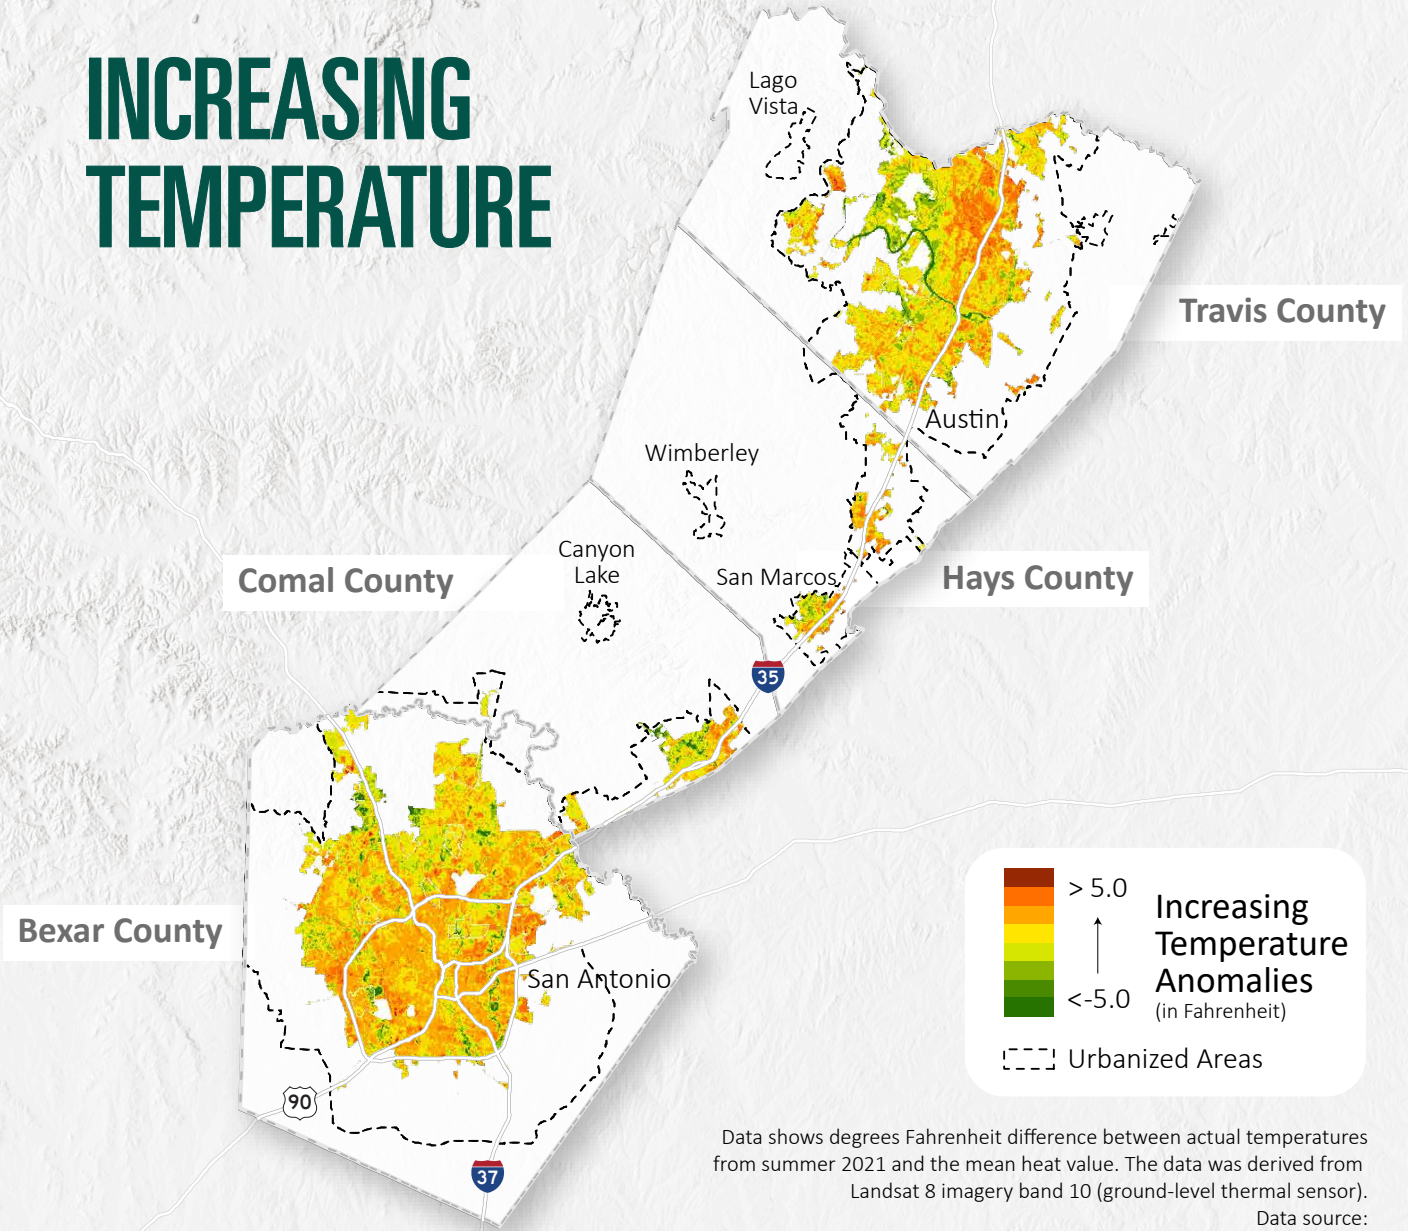 INCREASING
TEMPERATURE
Lago
Vista
Travis County
Austin
Wimberley
Canyon
Lake
San Marcos
Comal County
Hays County
35
Bexar County
San Antonio
90
37
> 5.0
<-5.0
Increasing
Temperature
Anomalies
(in Fahrenheit)
Urbanized Areas
Data shows degrees Fahrenheit difference between actual temperatures
from summer 2021 and the mean heat value. The data was derived from
Landsat 8 imagery band 10 (ground-level thermal sensor).
Data source: